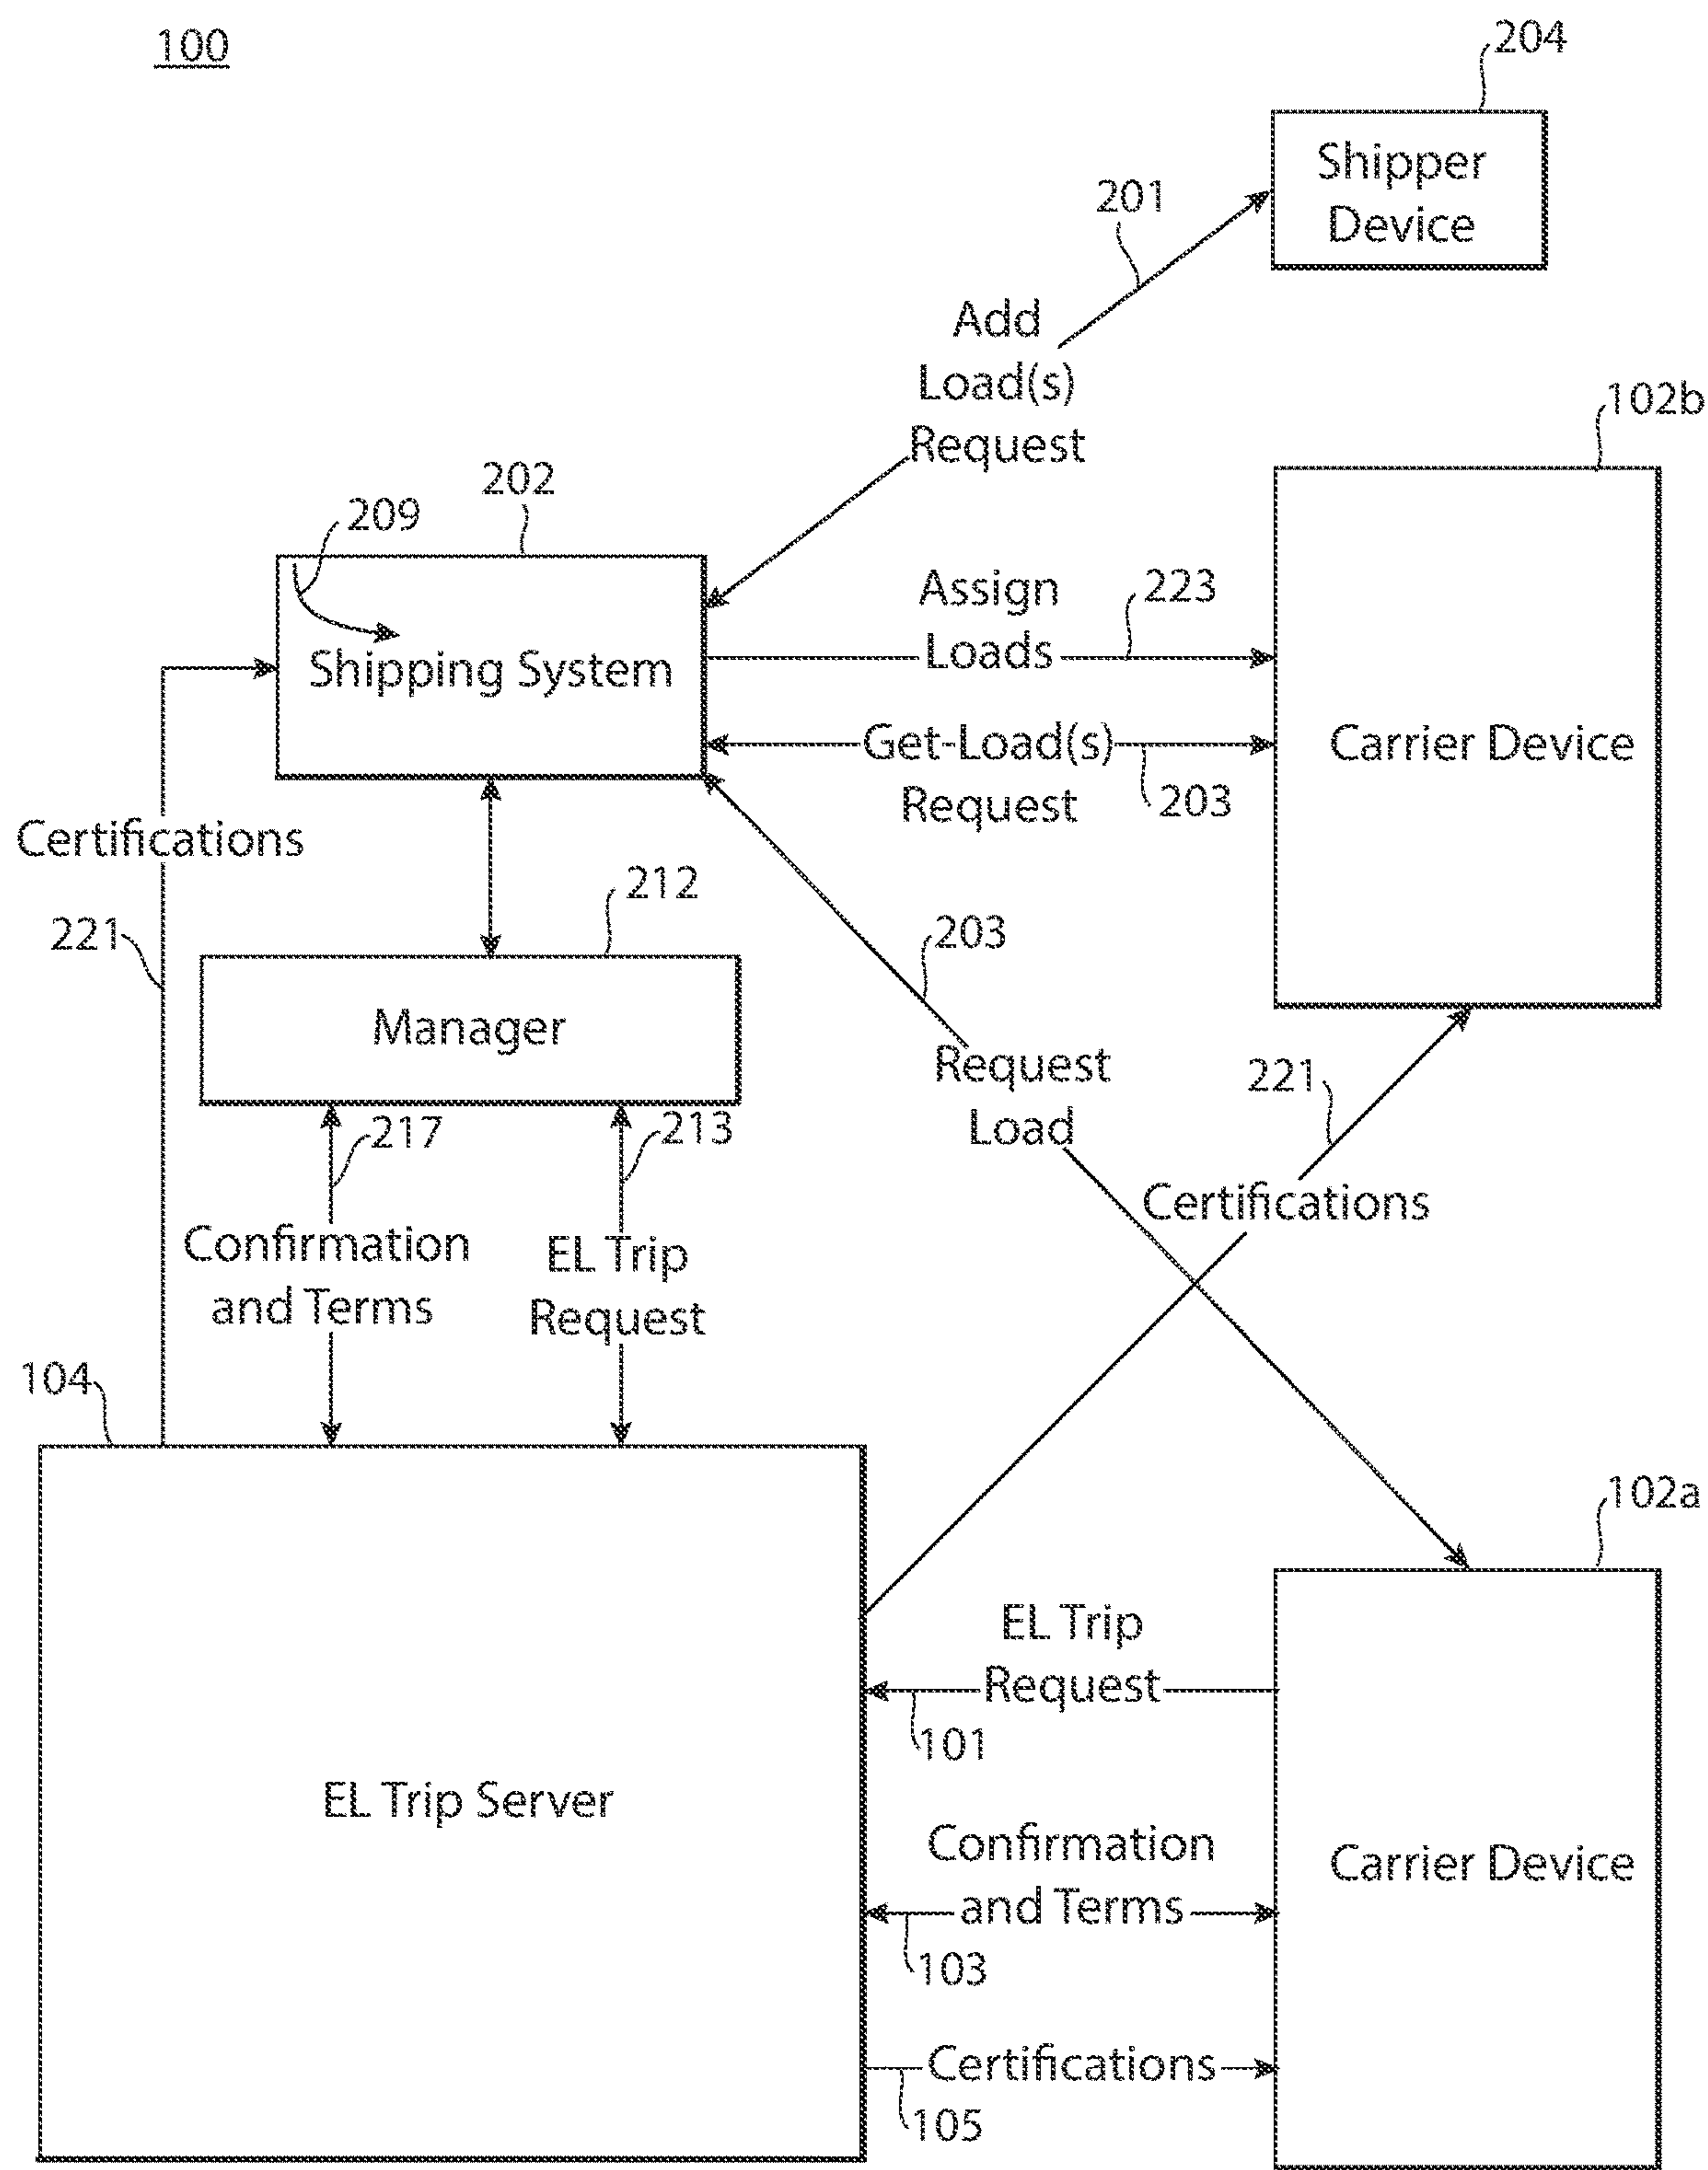 100
204
Shipper
Device
201
Add
Load(s)
Request
102b
202
209
Assign
Loads
223
Shipping System
Get-Load(s)
Request
203
Carrier Device
Certifications
212
221
203
Manager
Request
Load
221
217
213
Certifications
Confirmation
and Terms
EL Trip
Request
104
102a
EL Trip
Request
101
EL Trip Server
Confirmation
and Terms
103
Carrier Device
Certifications
105